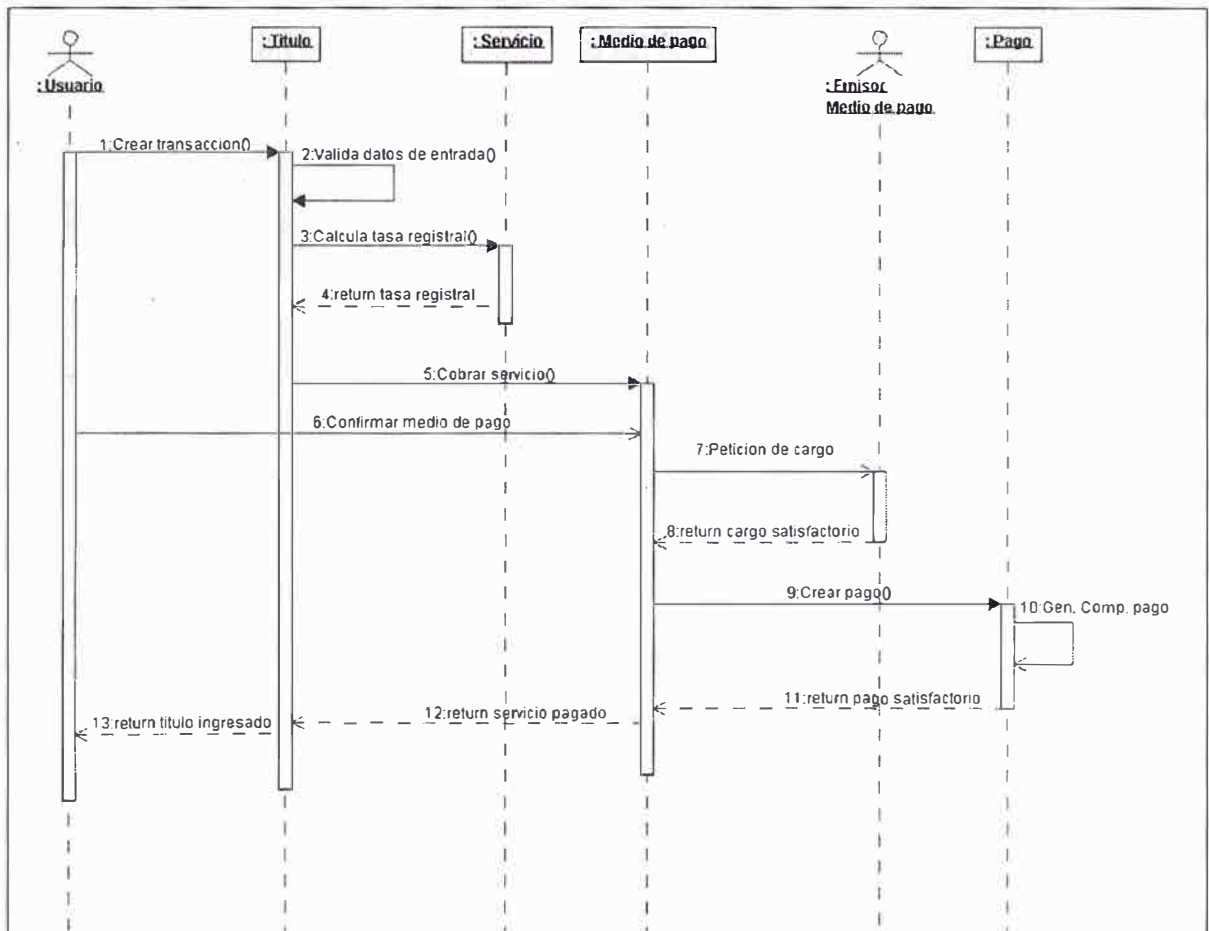 : Usuario
: Titulo
: Servicio
: Medio de pago
: Emisor
Medio de pago
: Pago
1:Crear transaccion()
2:Valida datos de entrada()
3:Calcula tasa registral()
4:return tasa registral
5:Cobrar servicio()
6:Confirmar medio de pago
7:Peticion de cargo
8:return cargo satisfactorio
9:Crear pago()
10:Gen. Comp. pago
11:return pago satisfactorio
12:return servicio pagado
13:return titulo ingresado